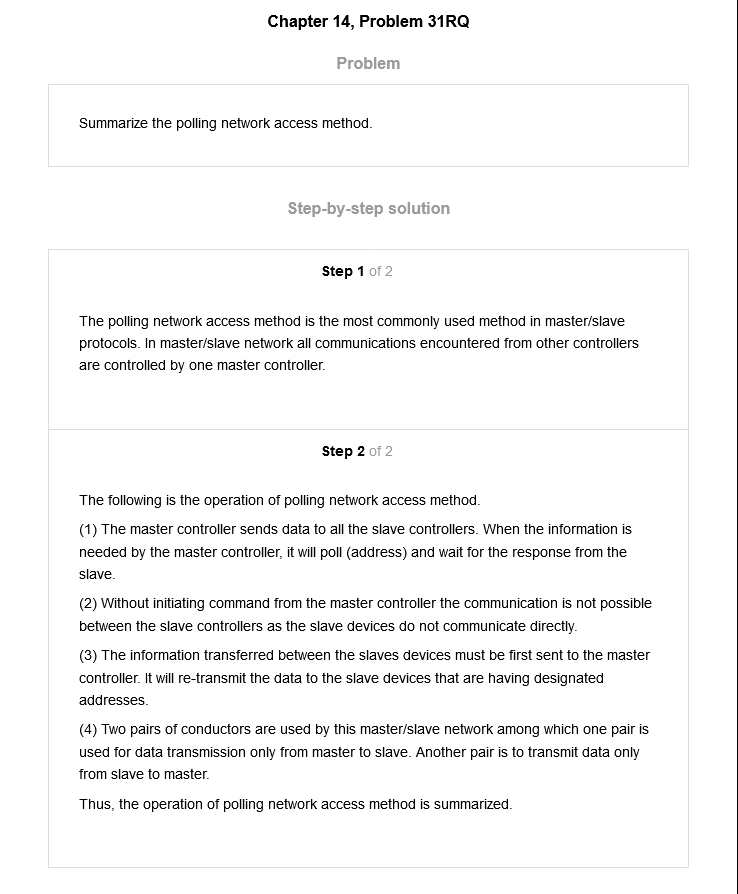 Chapter 14, Problem 31RQ
Problem
Summarize the polling network access method.
Step-by-step solution
Step 1 of 2
The polling network access method is the most commonly used method in master/slave
protocols. In master/slave network all communications encountered from other controllers
are controlled by one master controller.
Step 2 of 2
The following is the operation of polling network access method.
(1) The master controller sends data to all the slave controllers. When the information is
needed by the master controller, it will poll (address) and wait for the response from the
slave.
(2) Without initiating command from the master controller the communication is not possible
between the slave controllers as the slave devices do not communicate directly.
(3) The information transferred between the slaves devices must be first sent to the master
controller. It will re-transmit the data to the slave devices that are having designated
addresses.
(4) Two pairs of conductors are used by this master/slave network among which one pair is
used for data transmission only from master to slave. Another pair is to transmit data only
from slave to master.
Thus, the operation of polling network access method is summarized.